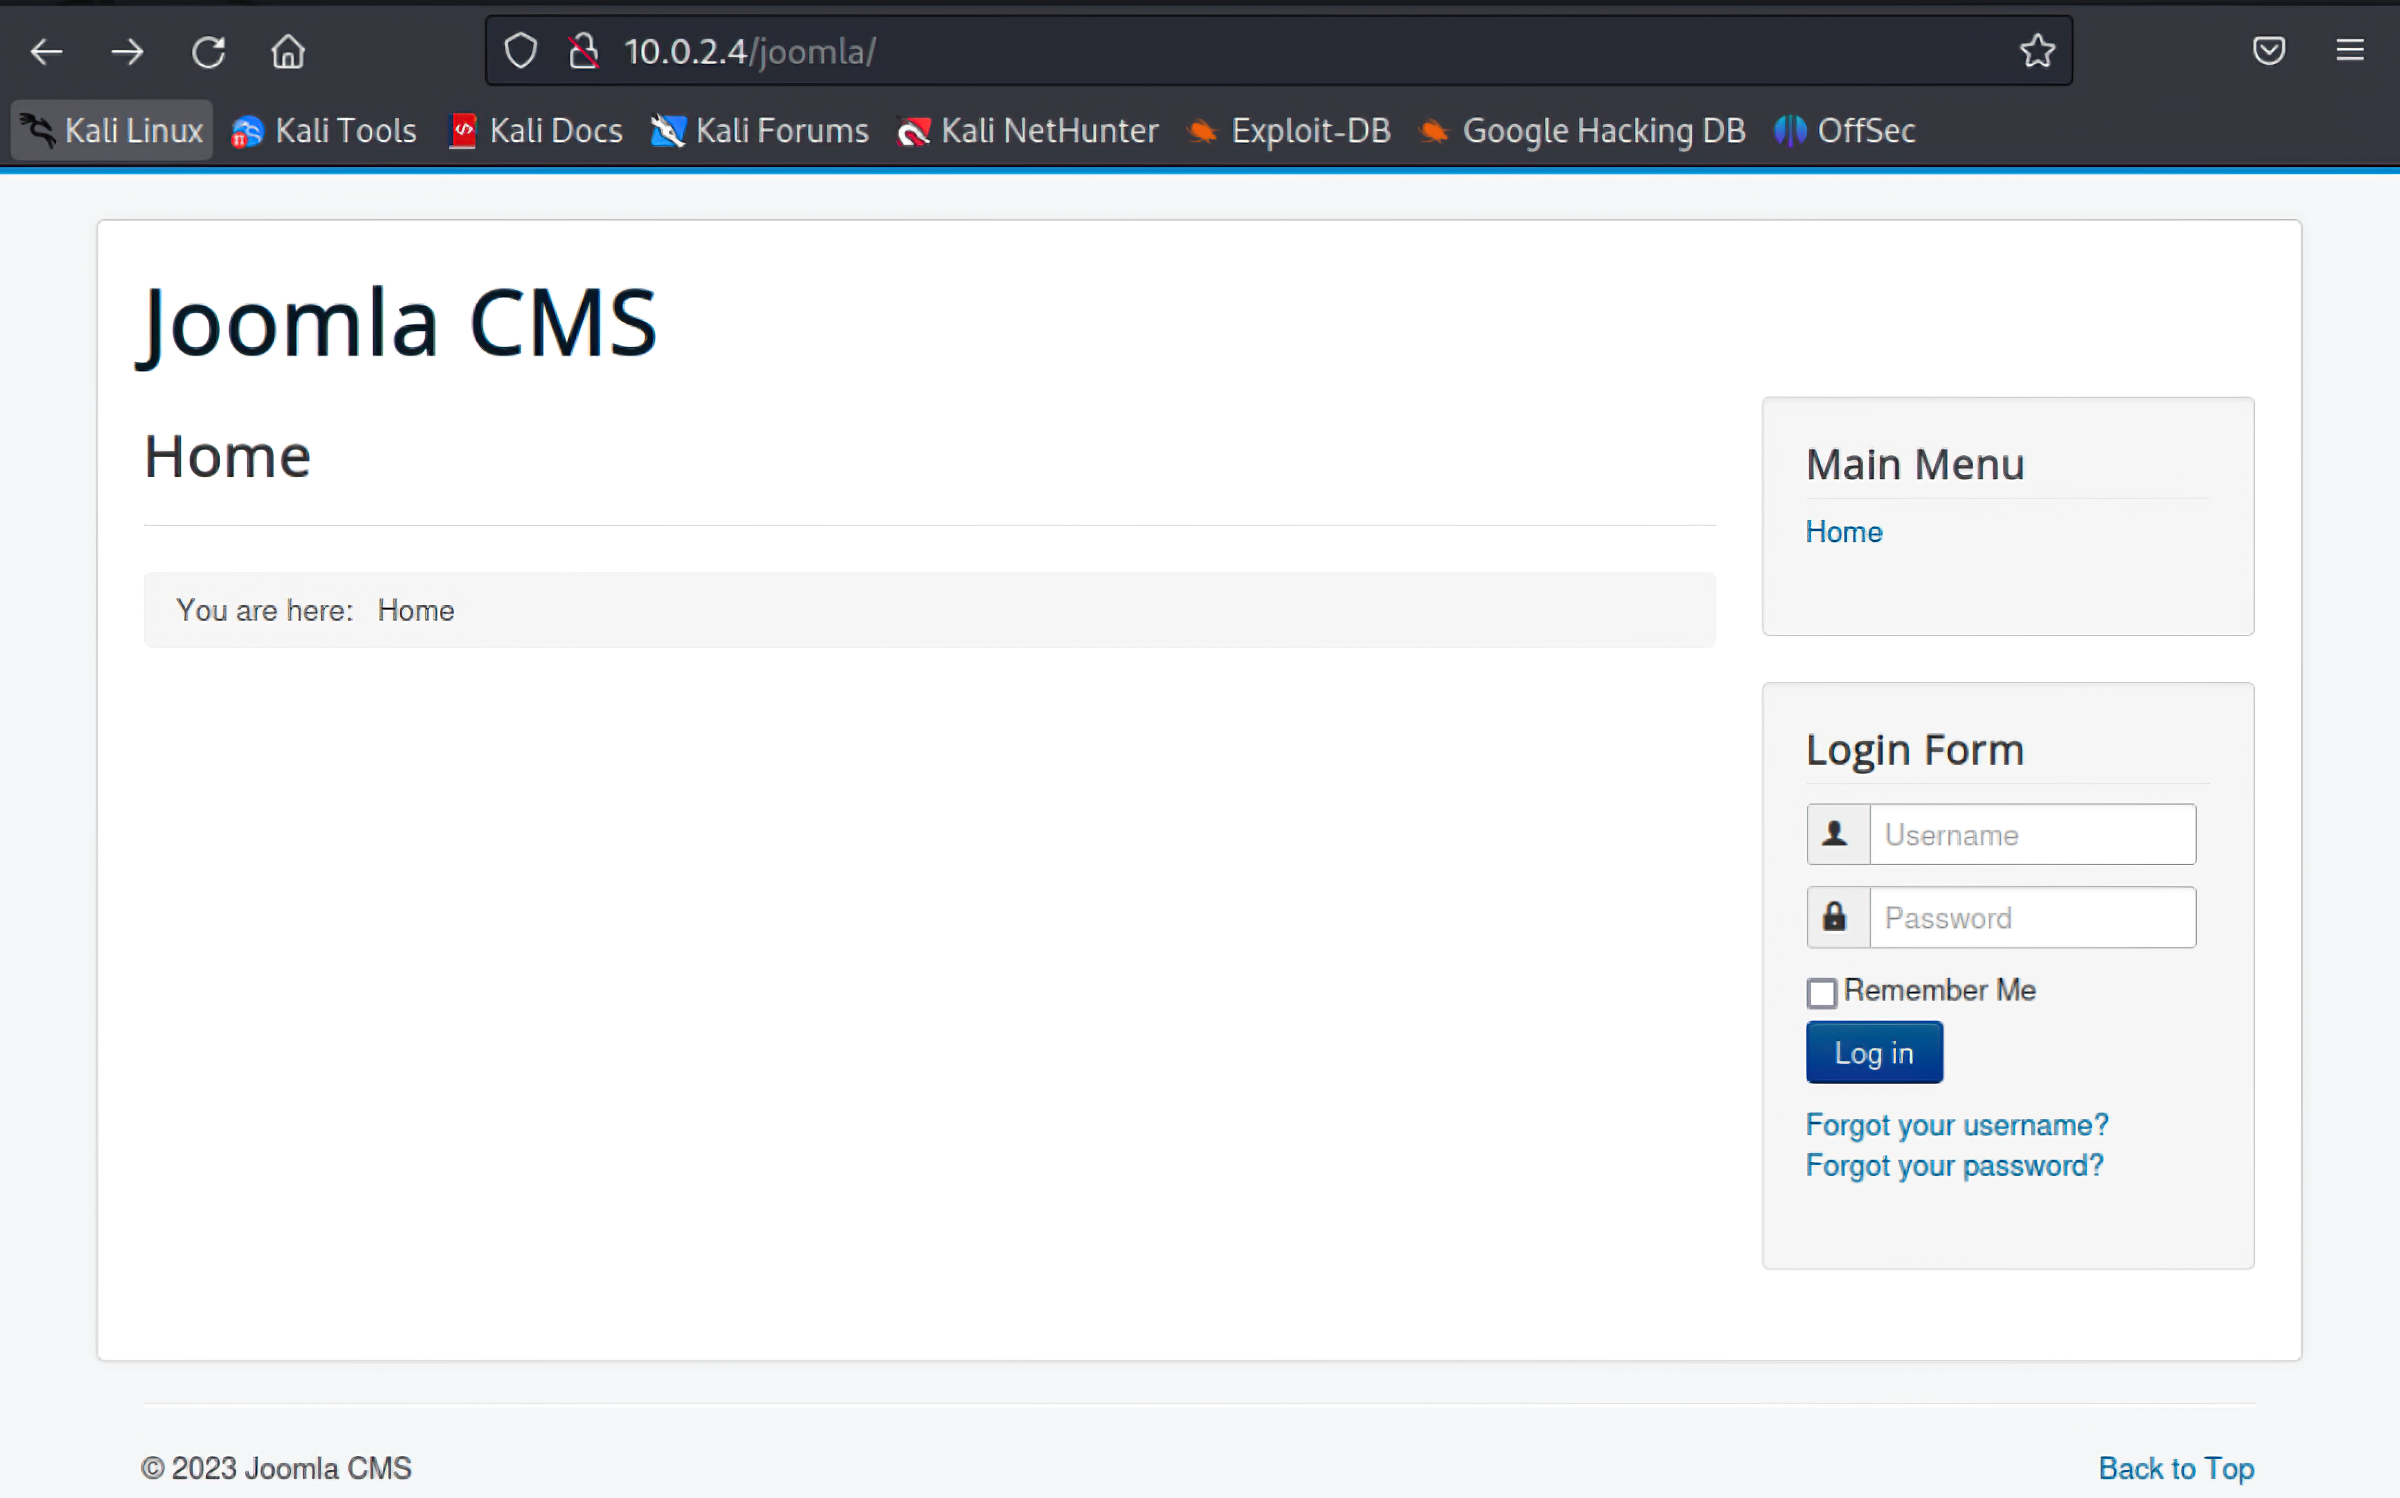 10.0.2.4/joomla/
Kali Linux Kali Tools Kali Docs Kali Forums Kali NetHunter Exploit-DB Google Hacking DB OffSec
Joomla CMS
Home
You are here: Home
Main Menu
Home
Login Form
Username
Password
Remember Me
Log in
Forgot your username?
Forgot your password?
© 2023 Joomla CMS
Back to Top